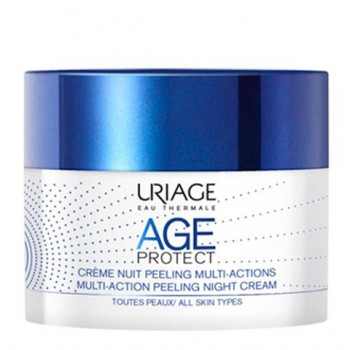 URIAGE
EAU THERMALE
AGE
PROTECT
CRÈME NUIT PEELING MULTI-ACTIONS
MULTI-ACTION PEELING NIGHT CREAM
TOUTES PEAUX/ ALL SKIN TYPES